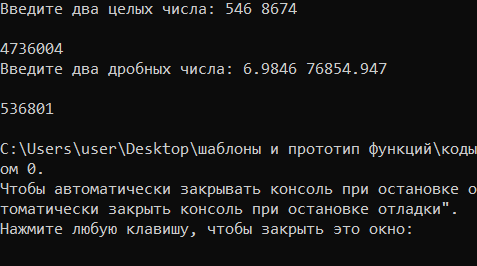 Введите два целых числа: 546 8674
4736004
Введите два дробных числа: 6.9846 76854.947
536801
C:\Users\user\Desktop\шаблоны и прототип функций\коды
ом 0.
Чтобы автоматически закрывать консоль при остановке о
томатически закрыть консоль при остановке отладки".
Нажмите любую клавишу, чтобы закрыть это окно: